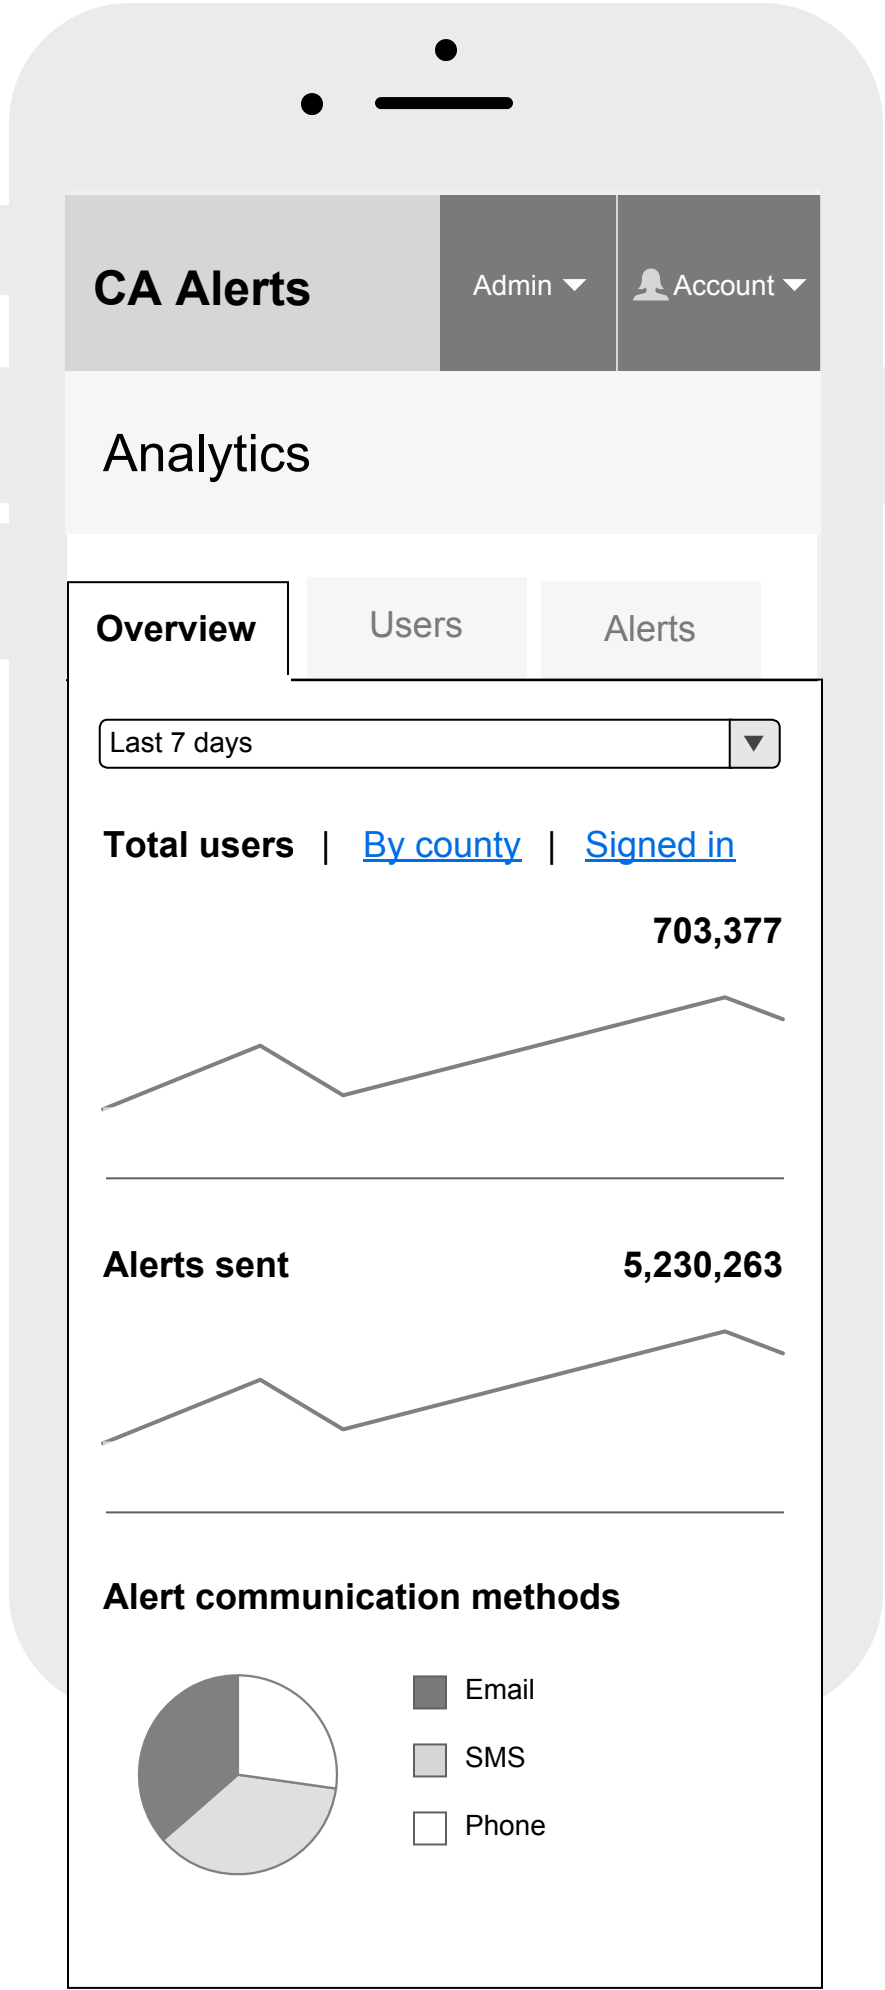 CA Alerts
Admin
Account
Analytics
Overview
Users
Alerts
Last 7 days
Total users | By county | Signed in
703,377
Alerts sent 5,230,263
Alert communication methods
Email
SMS
Phone